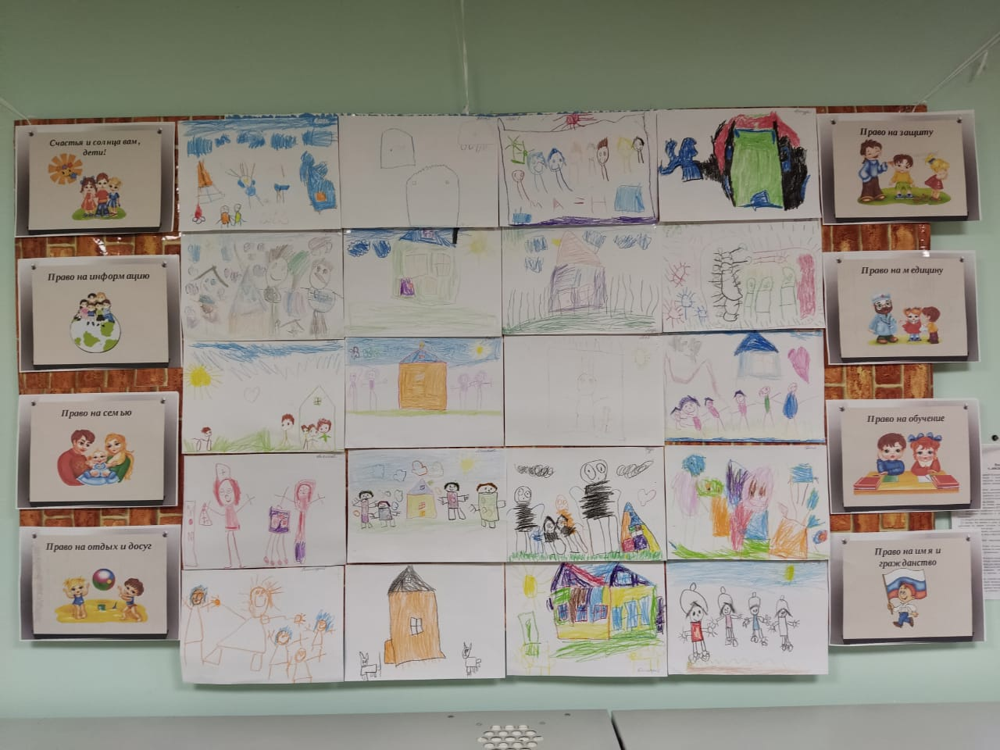 Счастья и солнца вам,
дети!
Право на информацию
Право на семью
Право на отдых и досуг
Право на защиту
Право на медицину
Право на обучение
Право на имя и
гражданство